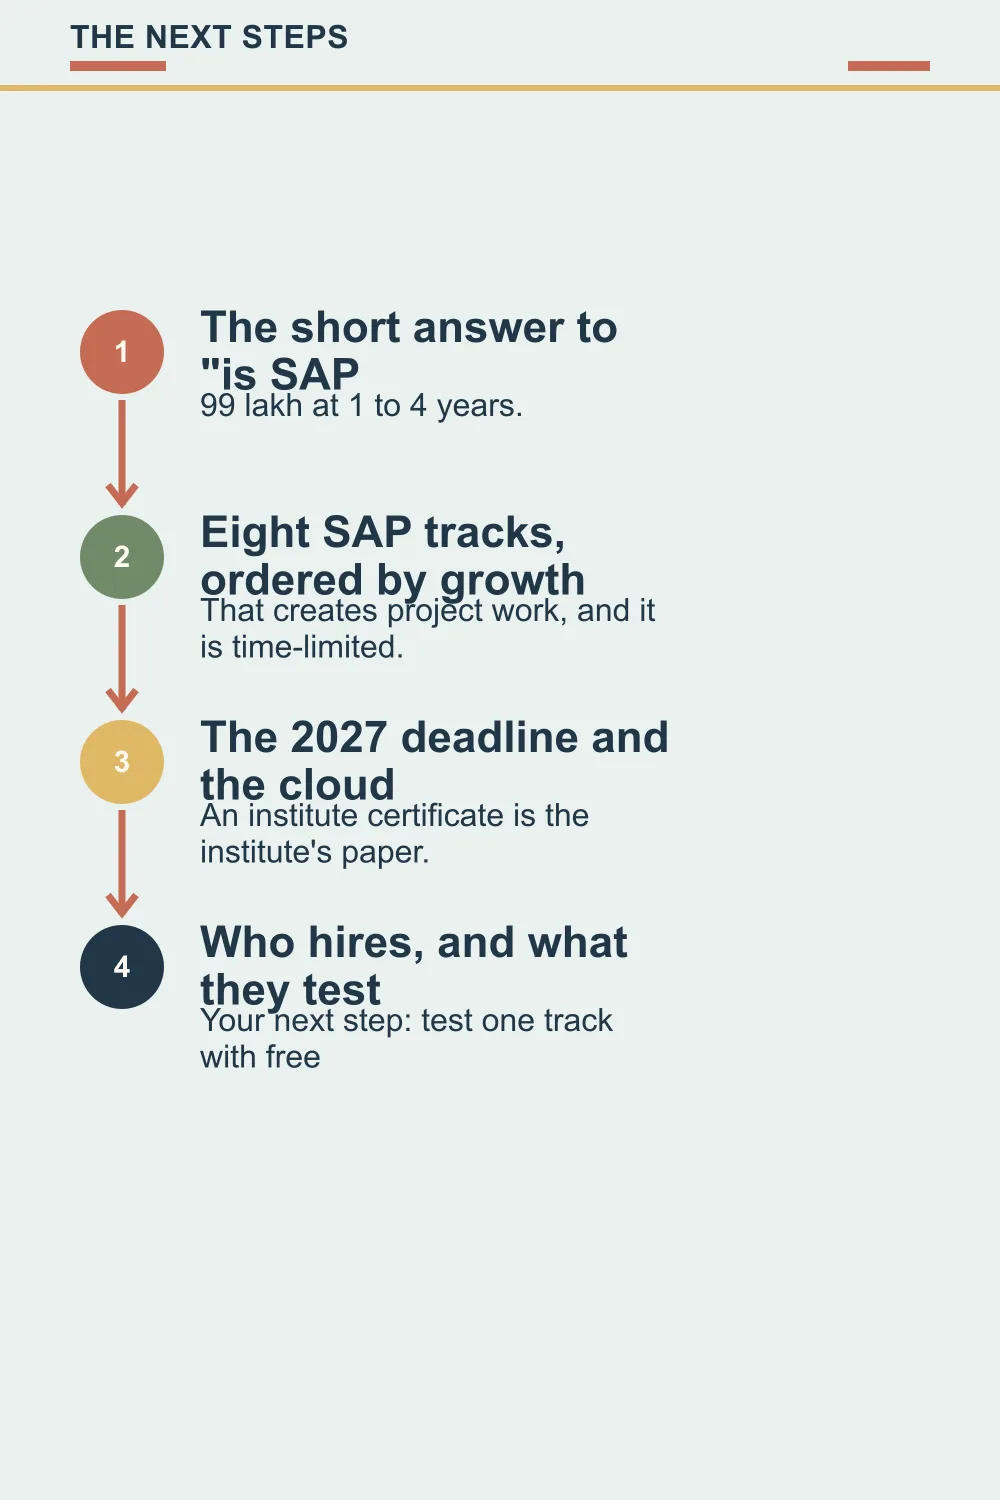 THE NEXT STEPS
1
The short answer to
"is SAP
99 lakh at 1 to 4 years.
2
Eight SAP tracks,
ordered by growth
That creates project work, and it
is time-limited.
3
The 2027 deadline and
the cloud
An institute certificate is the
institute's paper.
4
Who hires, and what
they test
Your next step: test one track
with free